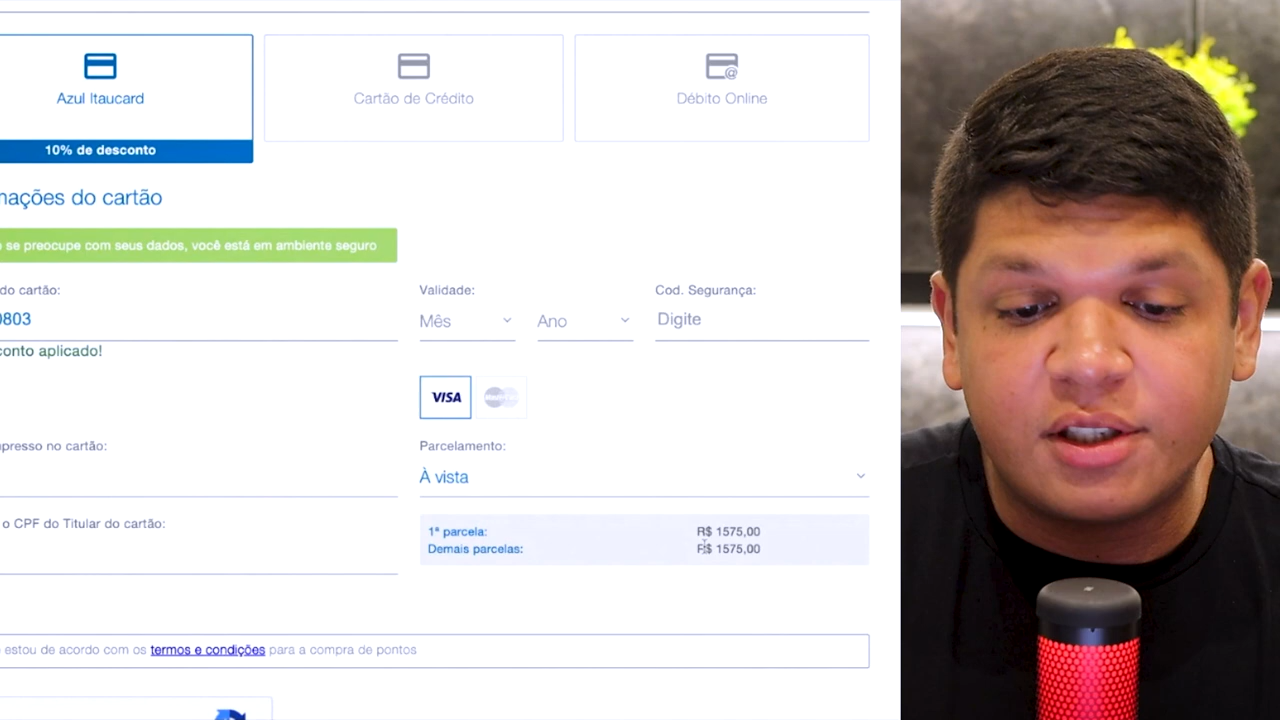 Azul Itaucard
Cartão de Crédito
Débito Online
10% de desconto
mações do cartão
se preocupe com seus dados, você está em ambiente seguro
do cartão:
Validade:
Cod. Segurança:
0803
Mês
Ano
Digite
conto aplicado!
VISA
MasterCard
presso no cartão:
Parcelamento:
À vista
o CPF do Titular do cartão:
1ª parcela:
R$ 1575,00
Demais parcelas:
R$ 1575,00
estou de acordo com os termos e condições para a compra de pontos